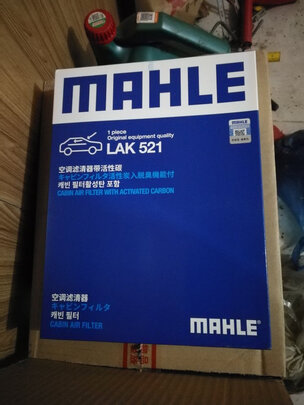 MAHLE
1 piece
Original equipment quality
LAK 521
MAHLE
空调滤清器带活性碳
キャビンフィルタ活性炭入脱臭機能付
캐빈 필터활성탄 포함
CABIN AIR FILTER WITH ACTIVATED CARBON
空调滤清器
キャビンフィルタ
캐빈 필터
CABIN AIR FILTER
MAHLE®